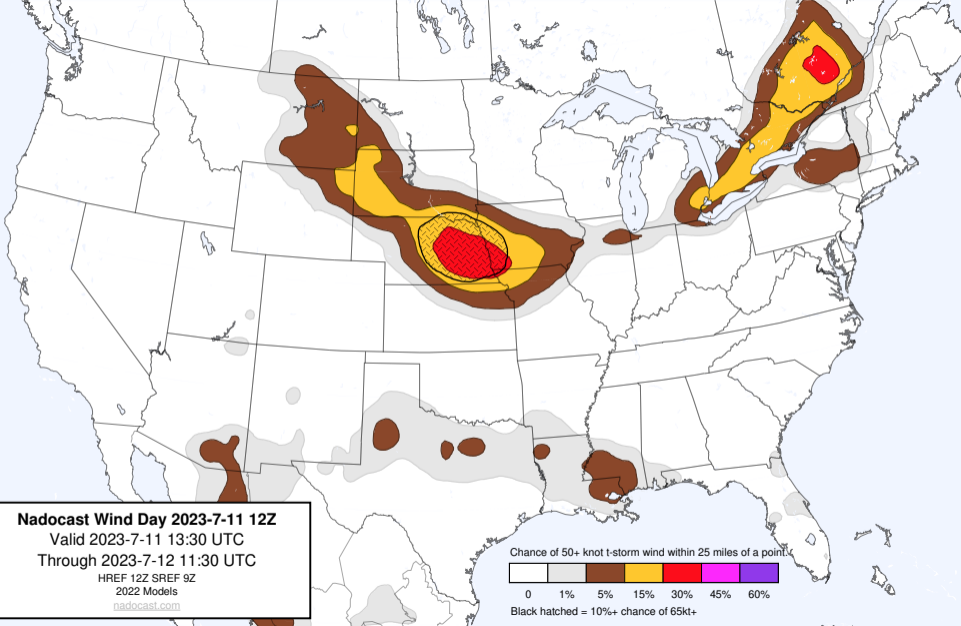 Nadocast Wind Day 2023-7-11 12Z
Valid 2023-7-11 13:30 UTC
Through 2023-7-12 11:30 UTC
HREF 12Z SREF 9Z
2022 Models
nadocast.com
Chance of 50+ knot t-storm wind within 25 miles of a point.
0 1% 5% 15% 30% 45% 60%
Black hatched = 10%+ chance of 65kt+